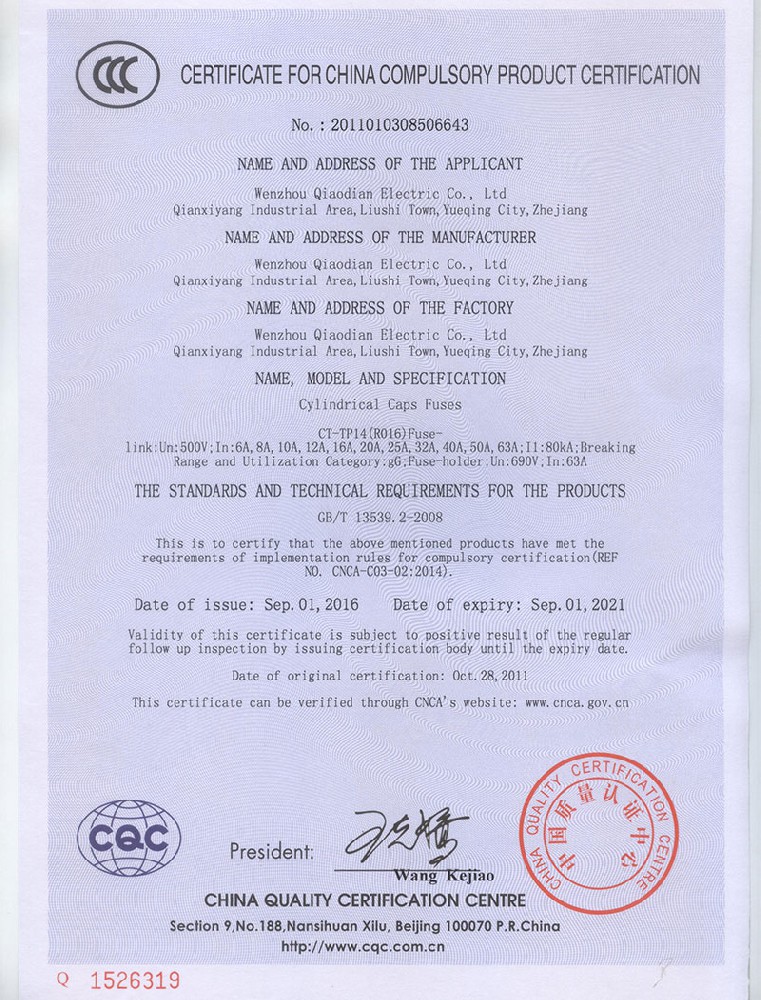 CCC
CERTIFICATE FOR CHINA COMPULSORY PRODUCT CERTIFICATION
No. : 2011010308506643
NAME AND ADDRESS OF THE APPLICANT
Wenzhou Qiaodian Electric Co., Ltd
Qianxiyang Industrial Area, Liushi Town, Yueqing City, Zhejiang
NAME AND ADDRESS OF THE MANUFACTURER
Wenzhou Qiaodian Electric Co., Ltd
Qianxiyang Industrial Area, Liushi Town, Yueqing City, Zhejiang
NAME AND ADDRESS OF THE FACTORY
Wenzhou Qiaodian Electric Co., Ltd
Qianxiyang Industrial Area, Liushi Town, Yueqing City, Zhejiang
NAME, MODEL AND SPECIFICATION
Cylindrical Caps Fuses
CT-TP14(R016)Fuse-
link:Un:500V;In:6A,8A,10A,12A,16A,20A,25A,32A,40A,50A,63A;I1:80kA;Breaking
Range and Utilization Category:gG;Fuse-holder:Un:690V;In:63A
THE STANDARDS AND TECHNICAL REQUIREMENTS FOR THE PRODUCTS
GB/T 13539.2-2008
This is to certify that the above mentioned products have met the
requirements of implementation rules for compulsory certification(REF
NO. CNCA-C03-02:2014).
Date of issue: Sep. 01, 2016 Date of expiry: Sep. 01, 2021
Validity of this certificate is subject to positive result of the regular
follow up inspection by issuing certification body until the expiry date.
Date of original certification: Oct. 28, 2011
This certificate can be verified through CNCA's website: www.cnca.gov.cn
CQC
President:
Wang Kejiao
CHINA QUALITY CERTIFICATION CENTRE
中国质量认证中心
CHINA QUALITY CERTIFICATION CENTRE
Section 9,No.188,Nansihuan Xilu, Beijing 100070 P.R.China
http://www.cqc.com.cn
Q 1526319